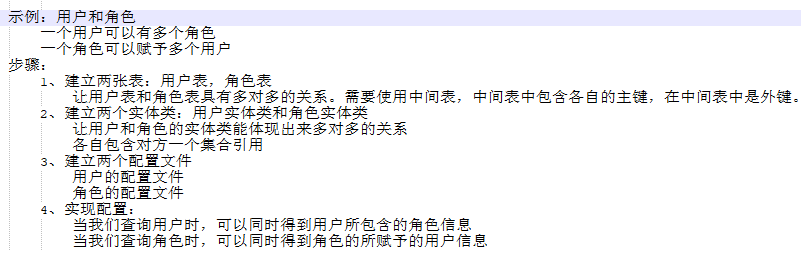 示例：用户和角色
一个用户可以有多个角色
一个角色可以赋予多个用户
步骤：
1、建立两张表：用户表，角色表
让用户表和角色表具有多对多的关系。需要使用中间表，中间表中包含各自的主键，在中间表中是外键。
2、建立两个实体类：用户实体类和角色实体类
让用户和角色的实体类能体现出来多对多的关系
各自包含对方一个集合引用
3、建立两个配置文件
用户的配置文件
角色的配置文件
4、实现配置：
当我们查询用户时，可以同时得到用户所包含的角色信息
当我们查询角色时，可以同时得到角色的所赋予的用户信息